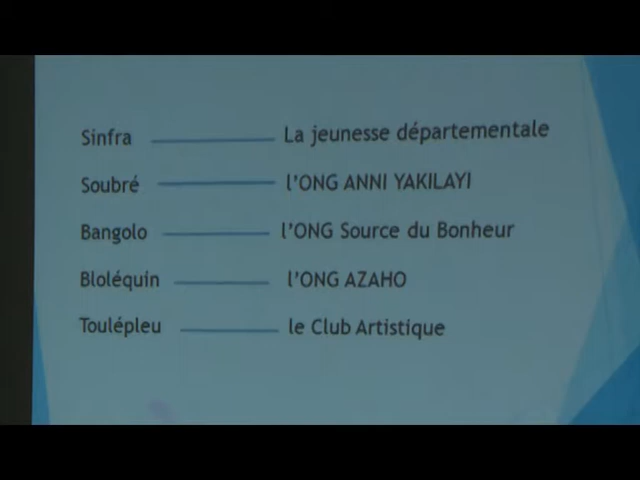 Sinfra La jeunesse départementale
Soubré l'ONG ANNI YAKILAYI
Bangolo l'ONG Source du Bonheur
Bloléquin l'ONG AZAHO
Toulépleu le Club Artistique